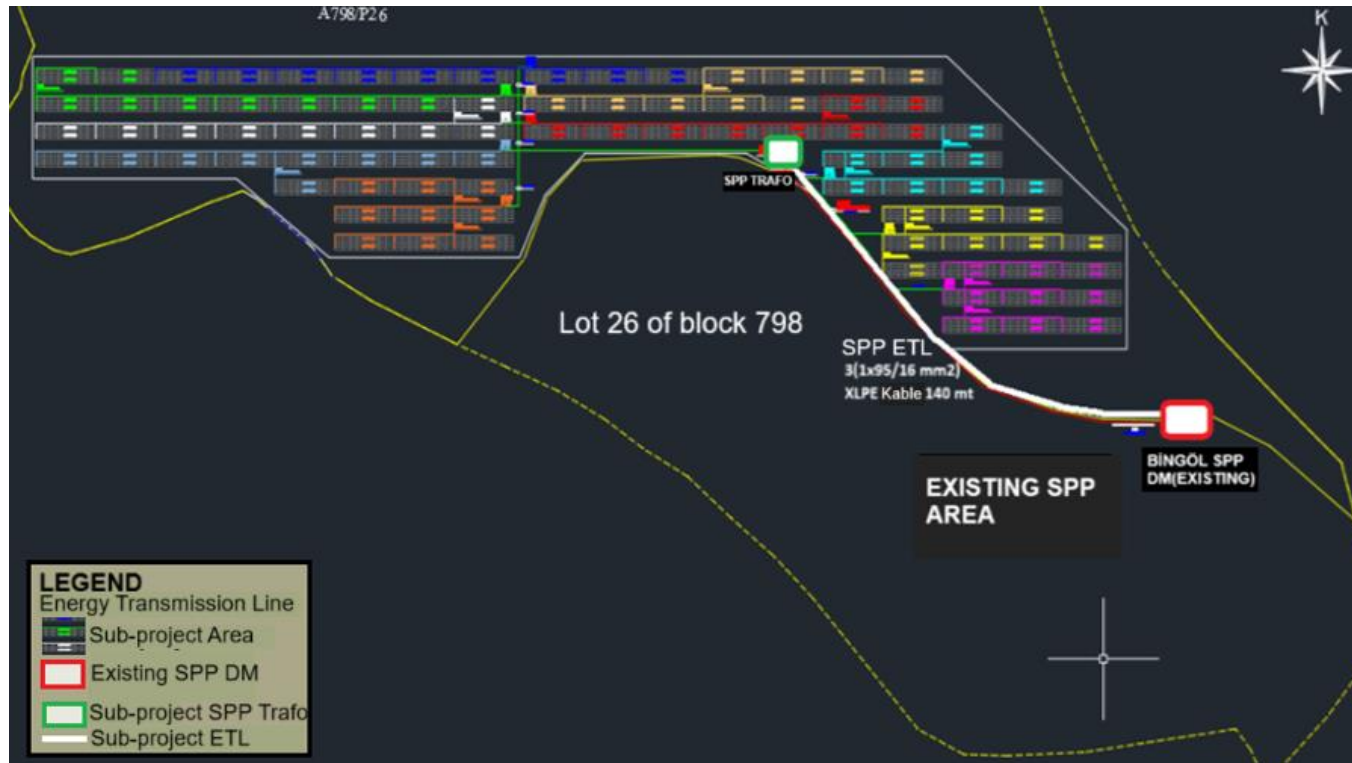 A798/P26
K
SPP TRAFO
Lot 26 of block 798
SPP ETL
3(1x95/16 mm2)
XLPE Kable 140 mt
BİNGÖL SPP
DM(EXISTING)
EXISTING SPP
AREA
LEGEND
Energy Transmission Line
Sub-project Area
Existing SPP DM
Sub-project SPP Trafo
Sub-project ETL